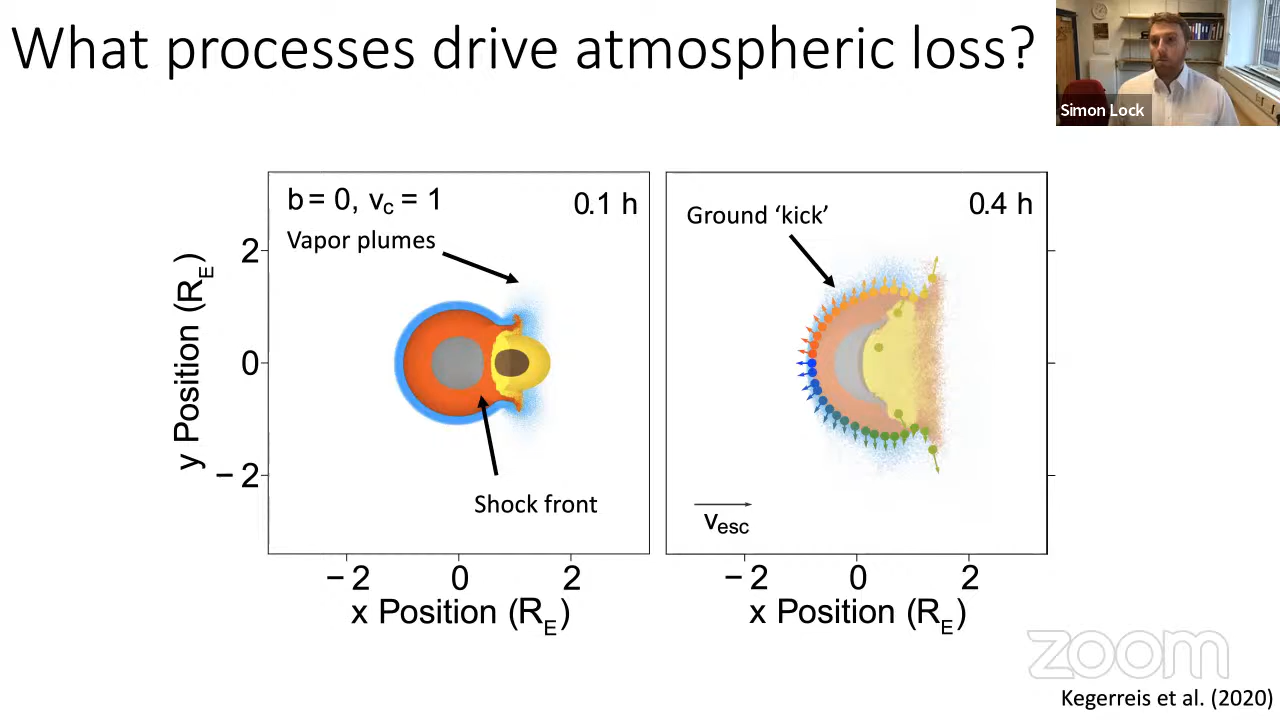 What processes drive atmospheric loss?
Simon Lock
b = 0, v_c = 1
0.1 h
Vapor plumes
Shock front
y Position (R_E)
2
0
−2
−2 0 2
x Position (R_E)
0.4 h
Ground ‘kick’
v_esc
−2 0 2
x Position (R_E)
zoom
Kegerreis et al. (2020)